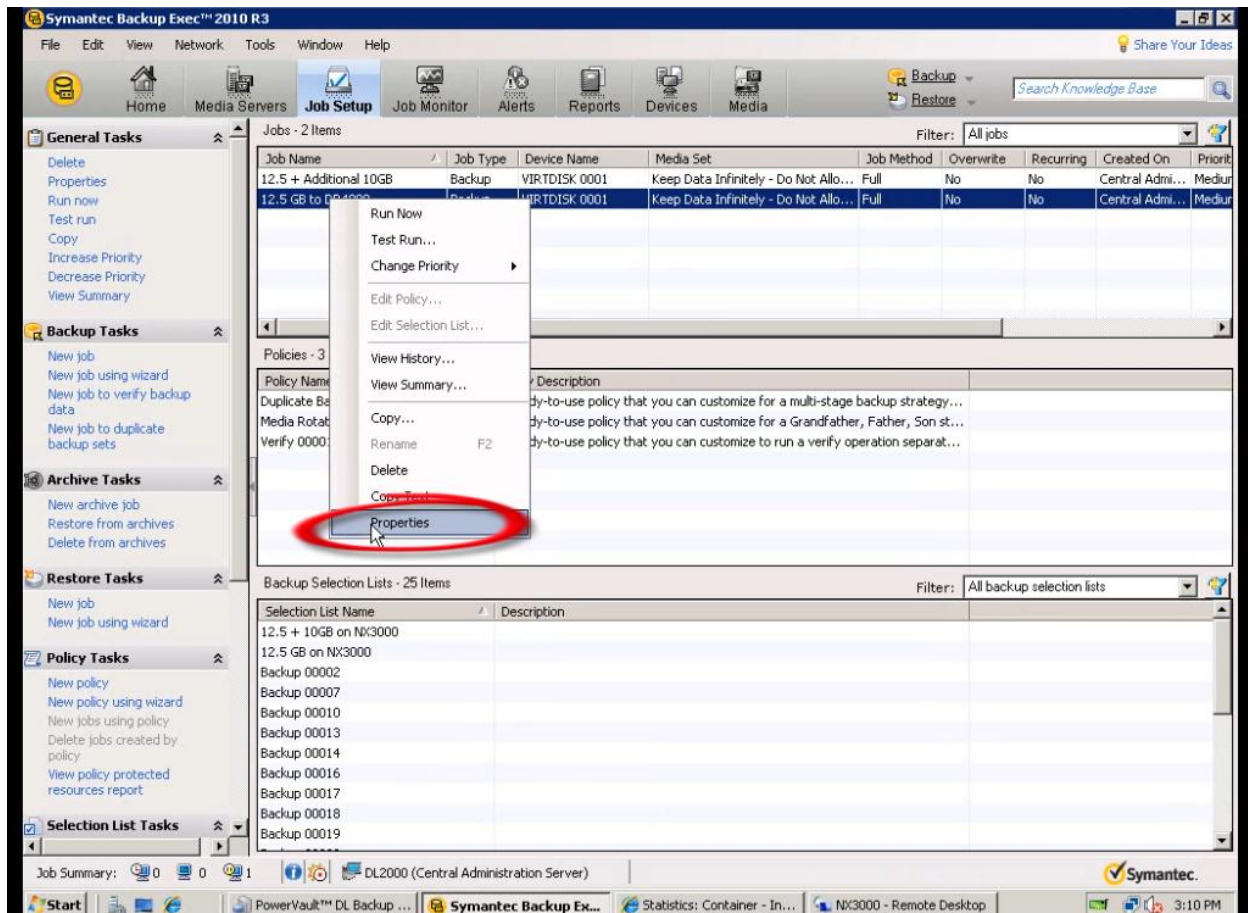 Symantec Backup Exec™ 2010 R3
File Edit View Network Tools Window Help
Share Your Ideas
Home Media Servers Job Setup Job Monitor Alerts Reports Devices Media
Backup
Restore
Search Knowledge Base
General Tasks
Delete
Properties
Run now
Test run
Copy
Increase Priority
Decrease Priority
View Summary
Backup Tasks
New job
New job using wizard
New job to verify backup
data
New job to duplicate
backup sets
Archive Tasks
New archive job
Restore from archives
Delete from archives
Restore Tasks
New job
New job using wizard
Policy Tasks
New policy
New policy using wizard
New jobs using policy
Delete jobs created by
policy
View policy protected
resources report
Selection List Tasks
Jobs - 2 Items
Filter: All jobs
Job Name Job Type Device Name Media Set Job Method Overwrite Recurring Created On Priorit
12.5 + Additional 10GB Backup VIRTDISK 0001 Keep Data Infinitely - Do Not Allo... Full No No Central Admi... Mediur
12.5 GB to DR4000 Backup VIRTDISK 0001 Keep Data Infinitely - Do Not Allo... Full No No Central Admi... Mediur
Run Now
Test Run...
Change Priority
Edit Policy...
Edit Selection List...
View History...
View Summary...
Copy...
Rename F2
Delete
Copy Text
Properties
Policies - 3
Policy Name Description
Duplicate Ba dy-to-use policy that you can customize for a multi-stage backup strategy...
Media Rotat dy-to-use policy that you can customize for a Grandfather, Father, Son st...
Verify 0000 dy-to-use policy that you can customize to run a verify operation separat...
Backup Selection Lists - 25 Items
Filter: All backup selection lists
Selection List Name Description
12.5 + 10GB on NX3000
12.5 GB on NX3000
Backup 00002
Backup 00007
Backup 00010
Backup 00013
Backup 00014
Backup 00016
Backup 00017
Backup 00018
Backup 00019
Job Summary: 0 0 1 DL2000 (Central Administration Server)
Symantec.
Start PowerVault™ DL Backup ... Symantec Backup Ex... Statistics: Container - In... NX3000 - Remote Desktop 3:10 PM